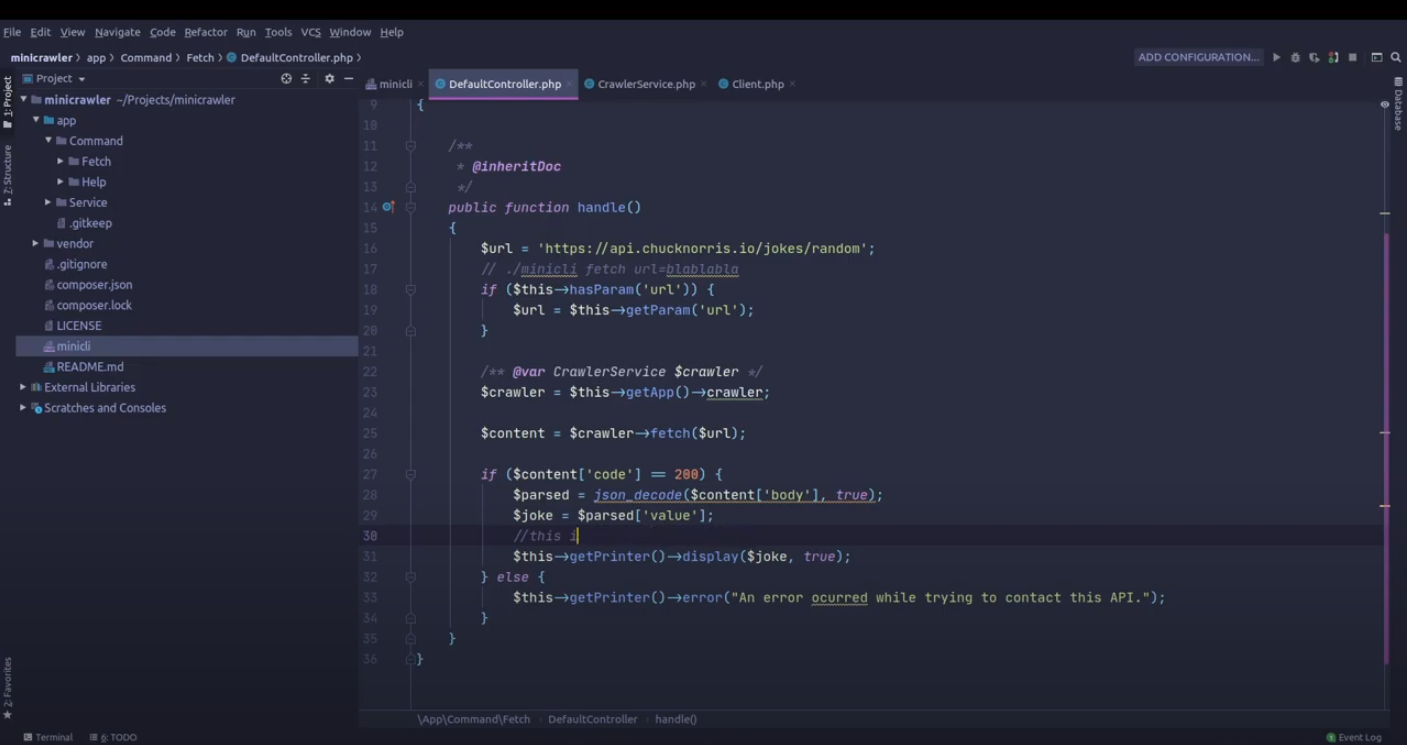 File Edit View Navigate Code Refactor Run Tools VCS Window Help
minicrawler app Command Fetch DefaultController.php
ADD CONFIGURATION...
Project
minicli DefaultController.php CrawlerService.php Client.php
1: Project
7: Structure
2: Favorites
minicrawler ~/Projects/minicrawler
app
Command
Fetch
Help
Service
.gitkeep
vendor
.gitignore
composer.json
composer.lock
LICENSE
minicli
README.md
External Libraries
Scratches and Consoles
9 {
10
11 /**
12 * @inheritDoc
13 */
14 public function handle()
15 {
16 $url = 'https://api.chucknorris.io/jokes/random';
17 // ./minicli fetch url=blablabla
18 if ($this->hasParam('url')) {
19 $url = $this->getParam('url');
20 }
21
22 /** @var CrawlerService $crawler */
23 $crawler = $this->getApp()->crawler;
24
25 $content = $crawler->fetch($url);
26
27 if ($content['code'] == 200) {
28 $parsed = json_decode($content['body'], true);
29 $joke = $parsed['value'];
30 //this i
31 $this->getPrinter()->display($joke, true);
32 } else {
33 $this->getPrinter()->error("An error ocurred while trying to contact this API.");
34 }
35 }
36 }
Database
\App\Command\Fetch DefaultController handle()
Terminal 6: TODO
1 Event Log